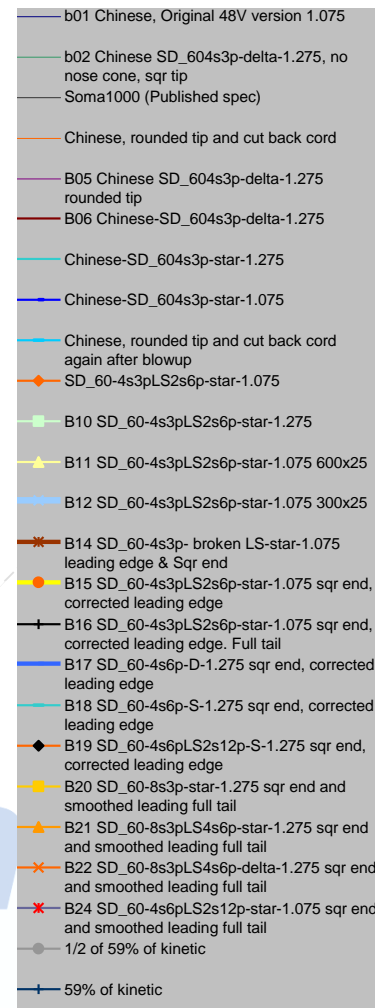 b01 Chinese, Original 48V version 1.075
b02 Chinese SD_604s3p-delta-1.275, no
nose cone, sqr tip
Soma1000 (Published spec)
Chinese, rounded tip and cut back cord
B05 Chinese SD_604s3p-delta-1.275
rounded tip
B06 Chinese-SD_604s3p-delta-1.275
Chinese-SD_604s3p-star-1.275
Chinese-SD_604s3p-star-1.075
Chinese, rounded tip and cut back cord
again after blowup
SD_60-4s3pLS2s6p-star-1.075
B10 SD_60-4s3pLS2s6p-star-1.275
B11 SD_60-4s3pLS2s6p-star-1.075 600x25
B12 SD_60-4s3pLS2s6p-star-1.075 300x25
B14 SD_60-4s3p- broken LS-star-1.075
leading edge & Sqr end
B15 SD_60-4s3pLS2s6p-star-1.075 sqr end,
corrected leading edge
B16 SD_60-4s3pLS2s6p-star-1.075 sqr end,
corrected leading edge. Full tail
B17 SD_60-4s6p-D-1.275 sqr end, corrected
leading edge
B18 SD_60-4s6p-S-1.275 sqr end, corrected
leading edge
B19 SD_60-4s6pLS2s12p-S-1.275 sqr end,
corrected leading edge
B20 SD_60-8s3p-star-1.275 sqr end and
smoothed leading full tail
B21 SD_60-8s3pLS4s6p-star-1.275 sqr end
and smoothed leading full tail
B22 SD_60-8s3pLS4s6p-delta-1.275 sqr end
and smoothed leading full tail
B24 SD_60-4s6pLS2s12p-star-1.075 sqr end
and smoothed leading full tail
1/2 of 59% of kinetic
59% of kinetic